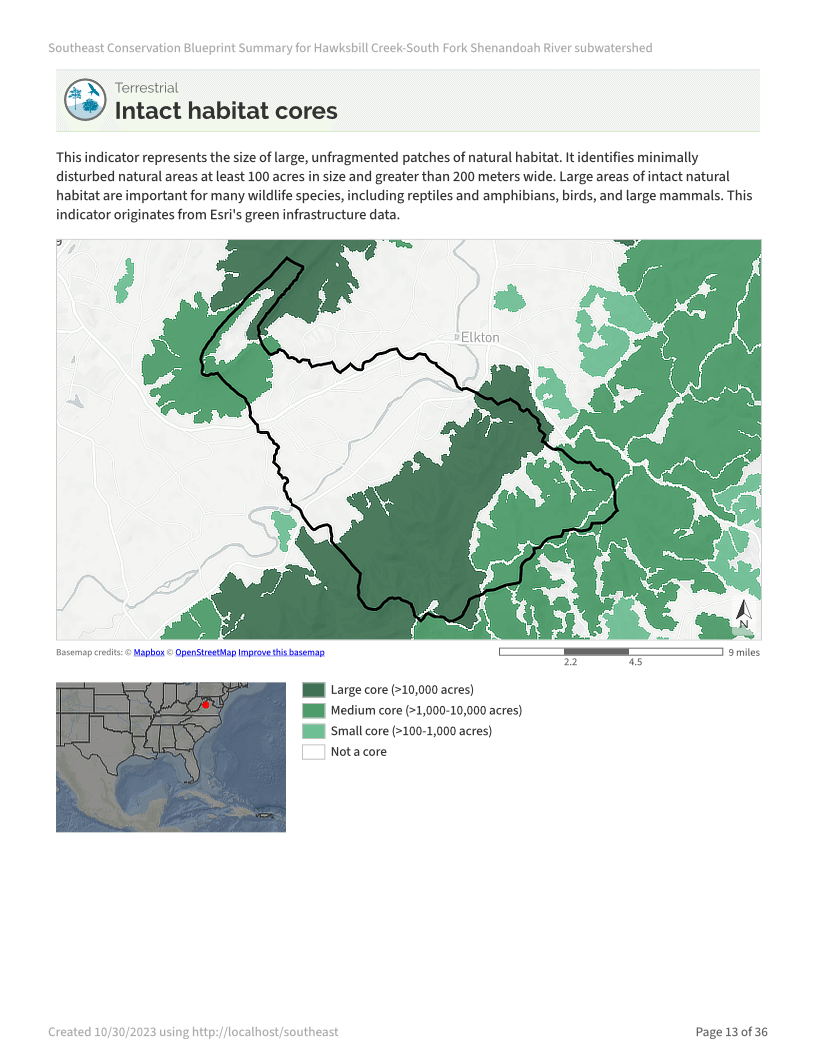 Southeast Conservation Blueprint Summary for Hawksbill Creek-South Fork Shenandoah River subwatershed
Terrestrial
Intact habitat cores
This indicator represents the size of large, unfragmented patches of natural habitat. It identifies minimally
disturbed natural areas at least 100 acres in size and greater than 200 meters wide. Large areas of intact natural
habitat are important for many wildlife species, including reptiles and amphibians, birds, and large mammals. This
indicator originates from Esri's green infrastructure data.
Elkton
N
Basemap credits: © Mapbox © OpenStreetMap Improve this basemap
9 miles
2.2 4.5
Large core (>10,000 acres)
Medium core (>1,000-10,000 acres)
Small core (>100-1,000 acres)
Not a core
Created 10/30/2023 using http://localhost/southeast
Page 13 of 36